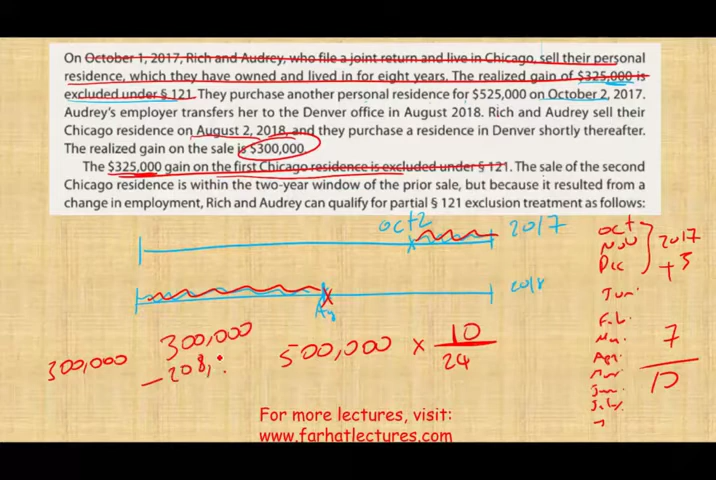 On October 1, 2017, Rich and Audrey, who file a joint return and live in Chicago, sell their personal
residence, which they have owned and lived in for eight years. The realized gain of $325,000 is
excluded under § 121. They purchase another personal residence for $525,000 on October 2, 2017.
Audrey's employer transfers her to the Denver office in August 2018. Rich and Audrey sell their
Chicago residence on August 2, 2018, and they purchase a residence in Denver shortly thereafter.
The realized gain on the sale is $300,000.
The $325,000 gain on the first Chicago residence is excluded under § 121. The sale of the second
Chicago residence is within the two-year window of the prior sale, but because it resulted from a
change in employment, Rich and Audrey can qualify for partial § 121 exclusion treatment as follows:
Oct 2 2017
2018
300,000
300,000
-208,
500,000 × 10
24
Oct
Nov
Dec
2017
+3
Jun.
Feb.
7
10
For more lectures, visit:
www.farhatlectures.com